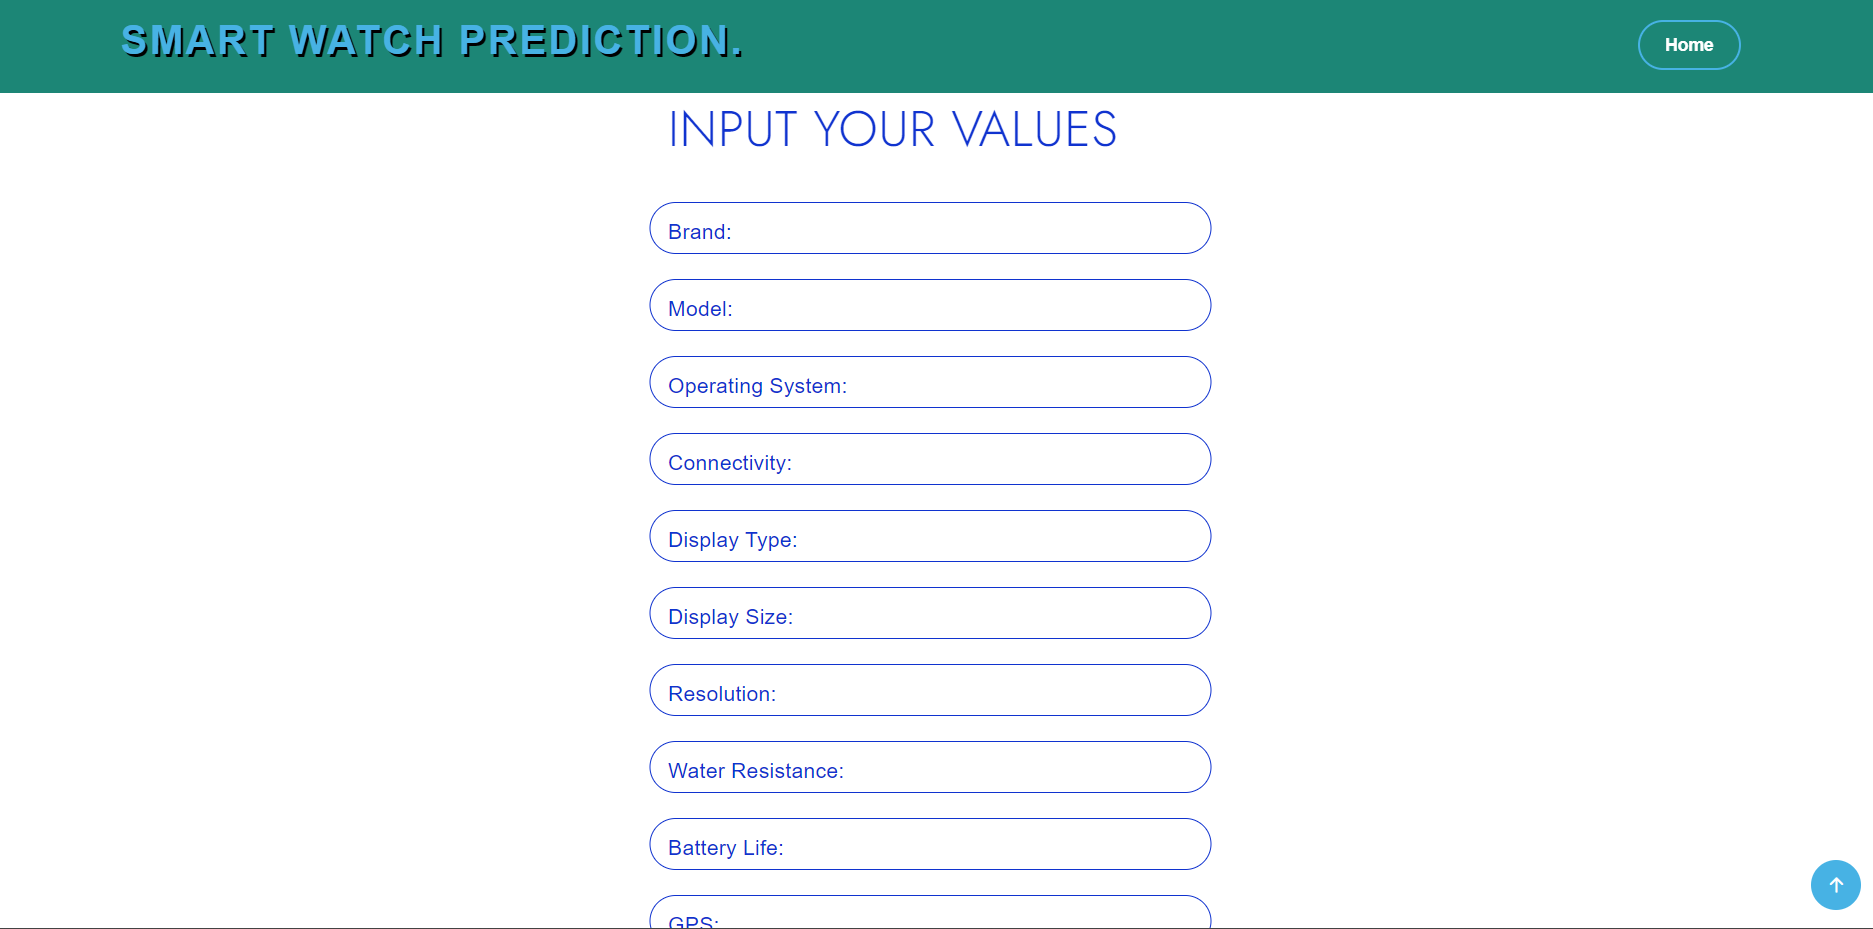 SMART WATCH PREDICTION.
Home
INPUT YOUR VALUES
Brand:
Model:
Operating System:
Connectivity:
Display Type:
Display Size:
Resolution:
Water Resistance:
Battery Life:
GPS: